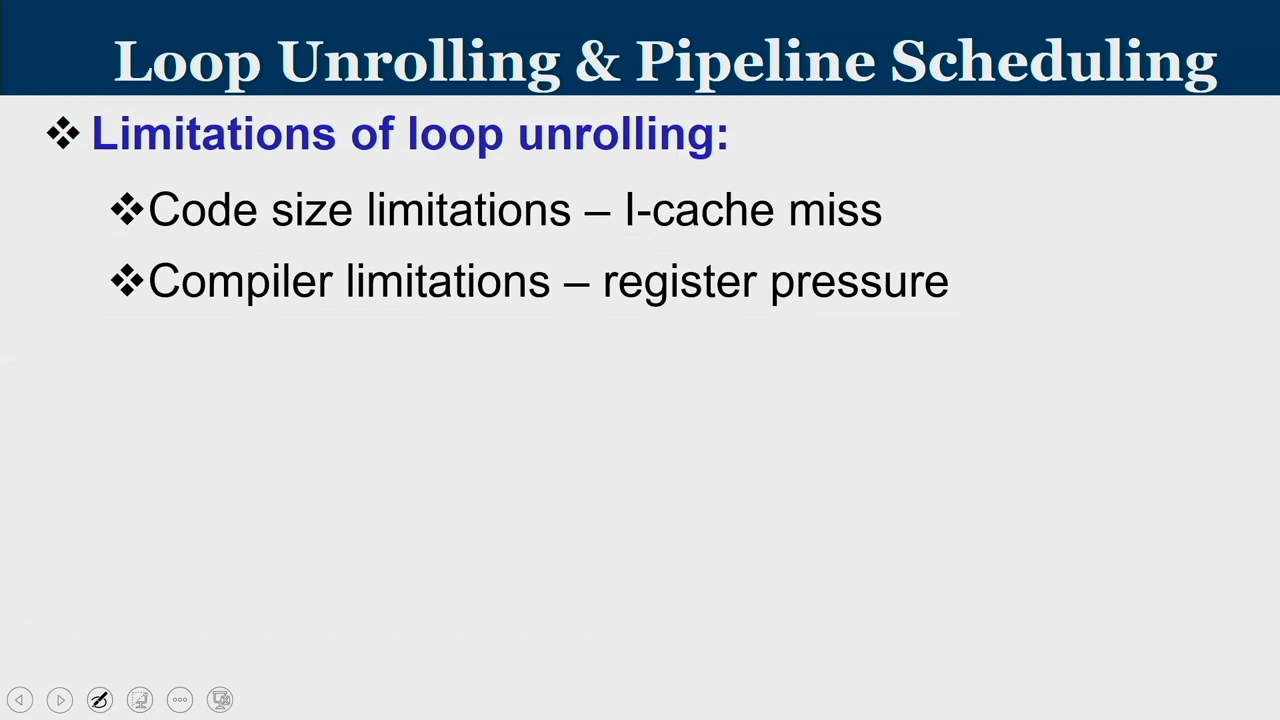 Loop Unrolling & Pipeline Scheduling
❖ Limitations of loop unrolling:
❖Code size limitations – I-cache miss
❖Compiler limitations – register pressure